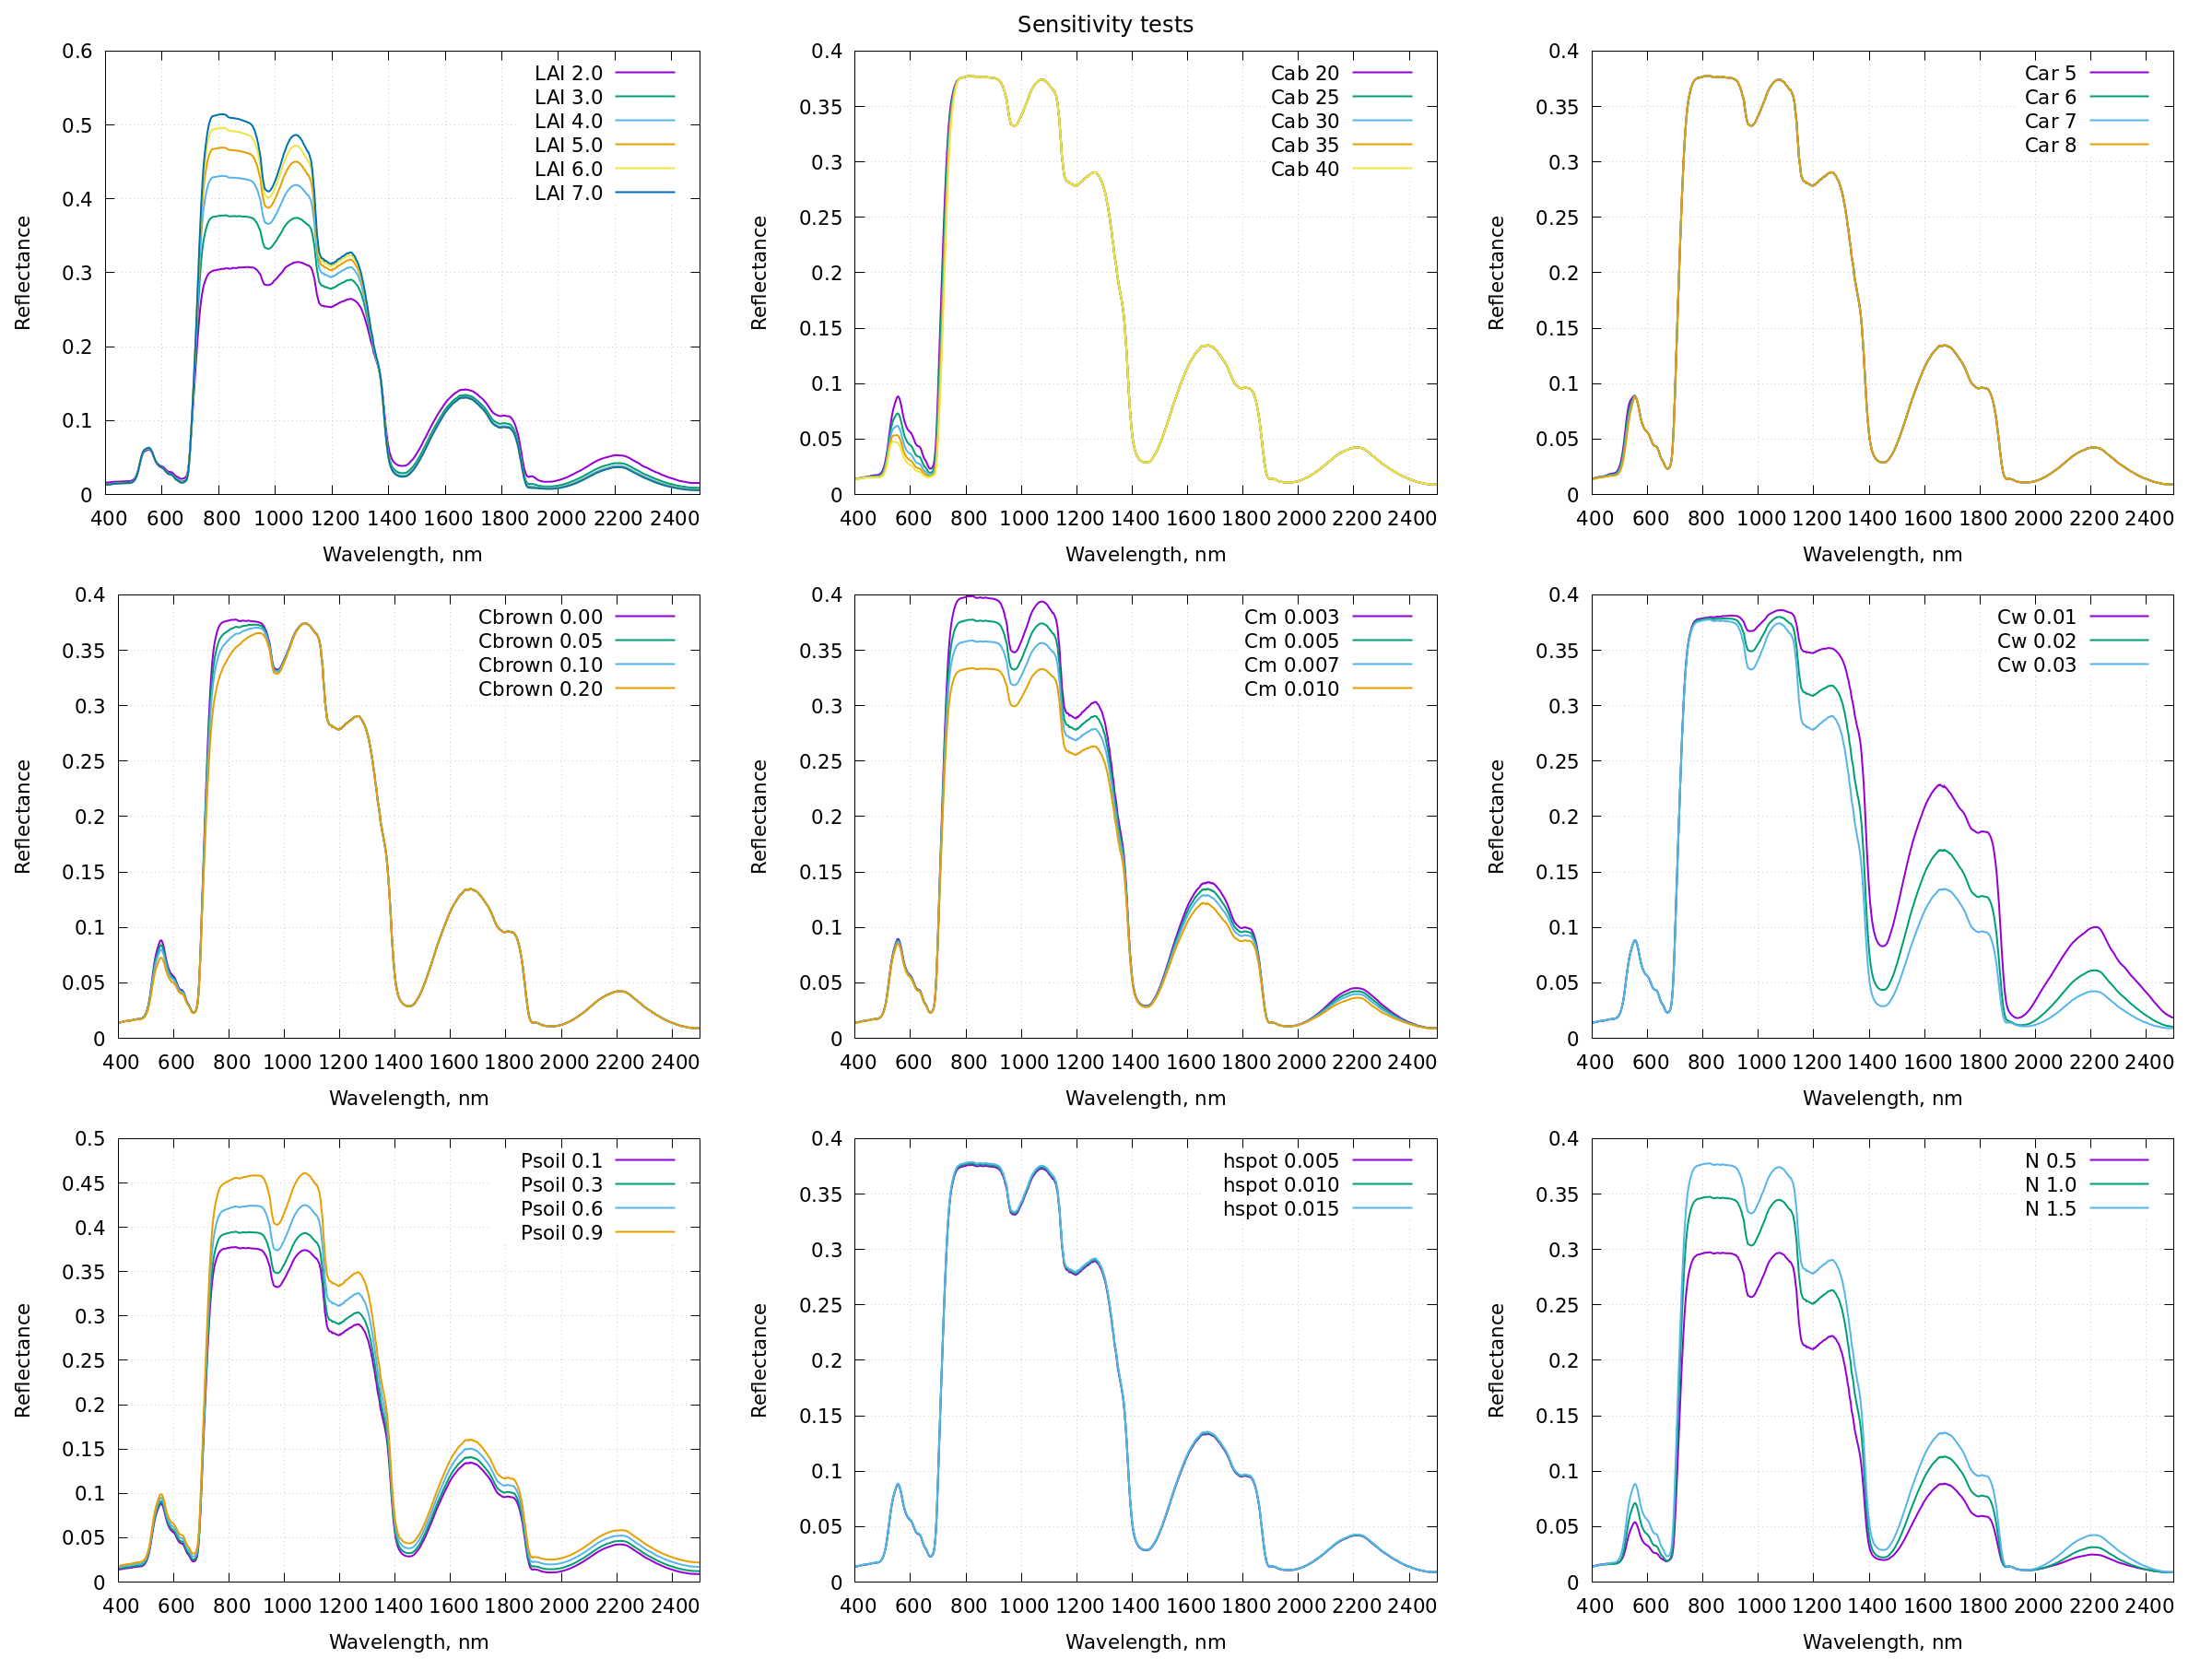 Sensitivity tests
0.6
0.5
0.4
0.3
0.2
0.1
0
Reflectance
LAI 2.0
LAI 3.0
LAI 4.0
LAI 5.0
LAI 6.0
LAI 7.0
400 600 800 1000 1200 1400 1600 1800 2000 2200 2400
Wavelength, nm
0.4
0.35
0.3
0.25
0.2
0.15
0.1
0.05
0
Reflectance
Cab 20
Cab 25
Cab 30
Cab 35
Cab 40
400 600 800 1000 1200 1400 1600 1800 2000 2200 2400
Wavelength, nm
0.4
0.35
0.3
0.25
0.2
0.15
0.1
0.05
0
Reflectance
Car 5
Car 6
Car 7
Car 8
400 600 800 1000 1200 1400 1600 1800 2000 2200 2400
Wavelength, nm
0.4
0.35
0.3
0.25
0.2
0.15
0.1
0.05
0
Reflectance
Cbrown 0.00
Cbrown 0.05
Cbrown 0.10
Cbrown 0.20
400 600 800 1000 1200 1400 1600 1800 2000 2200 2400
Wavelength, nm
0.4
0.35
0.3
0.25
0.2
0.15
0.1
0.05
0
Reflectance
Cm 0.003
Cm 0.005
Cm 0.007
Cm 0.010
400 600 800 1000 1200 1400 1600 1800 2000 2200 2400
Wavelength, nm
0.4
0.35
0.3
0.25
0.2
0.15
0.1
0.05
0
Reflectance
Cw 0.01
Cw 0.02
Cw 0.03
400 600 800 1000 1200 1400 1600 1800 2000 2200 2400
Wavelength, nm
0.5
0.45
0.4
0.35
0.3
0.25
0.2
0.15
0.1
0.05
0
Reflectance
Psoil 0.1
Psoil 0.3
Psoil 0.6
Psoil 0.9
400 600 800 1000 1200 1400 1600 1800 2000 2200 2400
Wavelength, nm
0.4
0.35
0.3
0.25
0.2
0.15
0.1
0.05
0
Reflectance
hspot 0.005
hspot 0.010
hspot 0.015
400 600 800 1000 1200 1400 1600 1800 2000 2200 2400
Wavelength, nm
0.4
0.35
0.3
0.25
0.2
0.15
0.1
0.05
0
Reflectance
N 0.5
N 1.0
N 1.5
400 600 800 1000 1200 1400 1600 1800 2000 2200 2400
Wavelength, nm